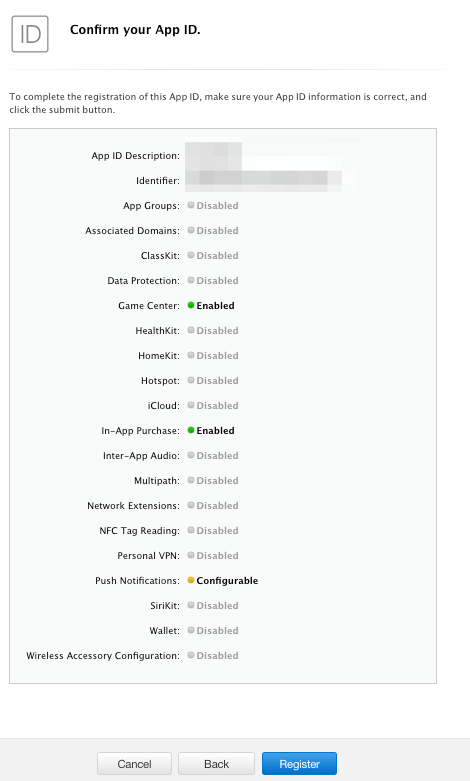 ID
Confirm your App ID.
To complete the registration of this App ID, make sure your App ID information is correct, and
click the submit button.
App ID Description:
Identifier:
App Groups: Disabled
Associated Domains: Disabled
ClassKit: Disabled
Data Protection: Disabled
Game Center: Enabled
HealthKit: Disabled
HomeKit: Disabled
Hotspot: Disabled
iCloud: Disabled
In-App Purchase: Enabled
Inter-App Audio: Disabled
Multipath: Disabled
Network Extensions: Disabled
NFC Tag Reading: Disabled
Personal VPN: Disabled
Push Notifications: Configurable
SiriKit: Disabled
Wallet: Disabled
Wireless Accessory Configuration: Disabled
Cancel Back Register